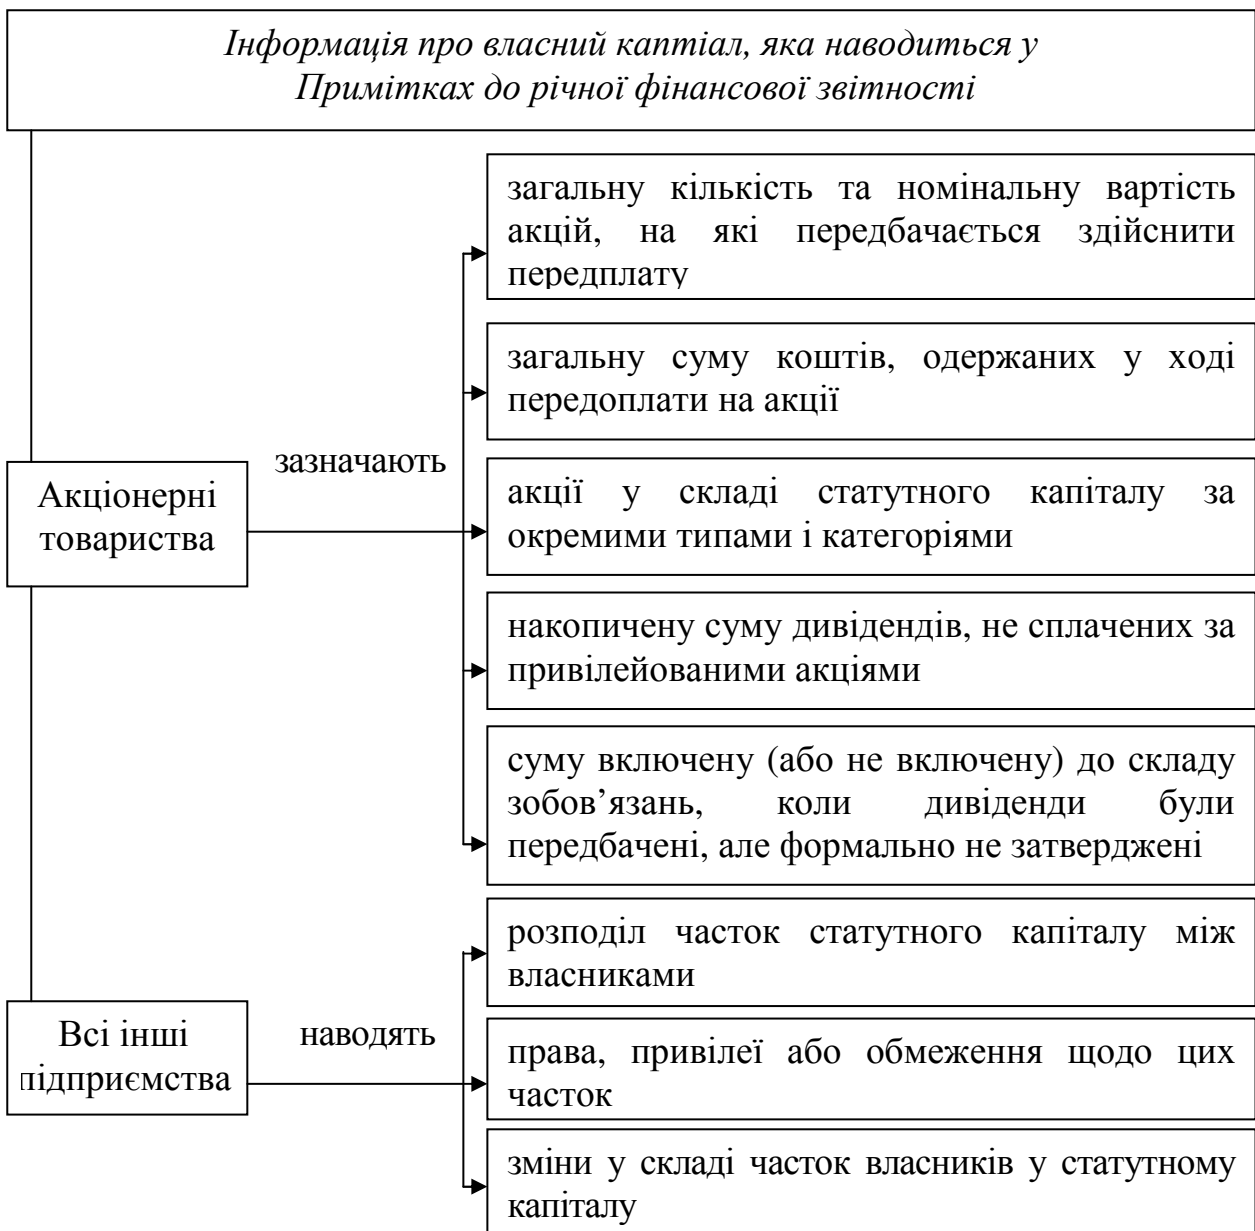 Інформація про власний каптіал, яка наводиться у
Примітках до річної фінансової звітності
загальну кількість та номінальну вартість
акцій, на які передбачається здійснити
передплату
загальну суму коштів, одержаних у ході
передоплати на акції
зазначають
Акціонерні
товариства
акції у складі статутного капіталу за
окремими типами і категоріями
накопичену суму дивідендів, не сплачених за
привілейованими акціями
суму включену (або не включену) до складу
зобов’язань, коли дивіденди були
передбачені, але формально не затверджені
розподіл часток статутного капіталу між
власниками
Всі інші
підприємства
наводять
права, привілеї або обмеження щодо цих
часток
зміни у складі часток власників у статутному
капіталу